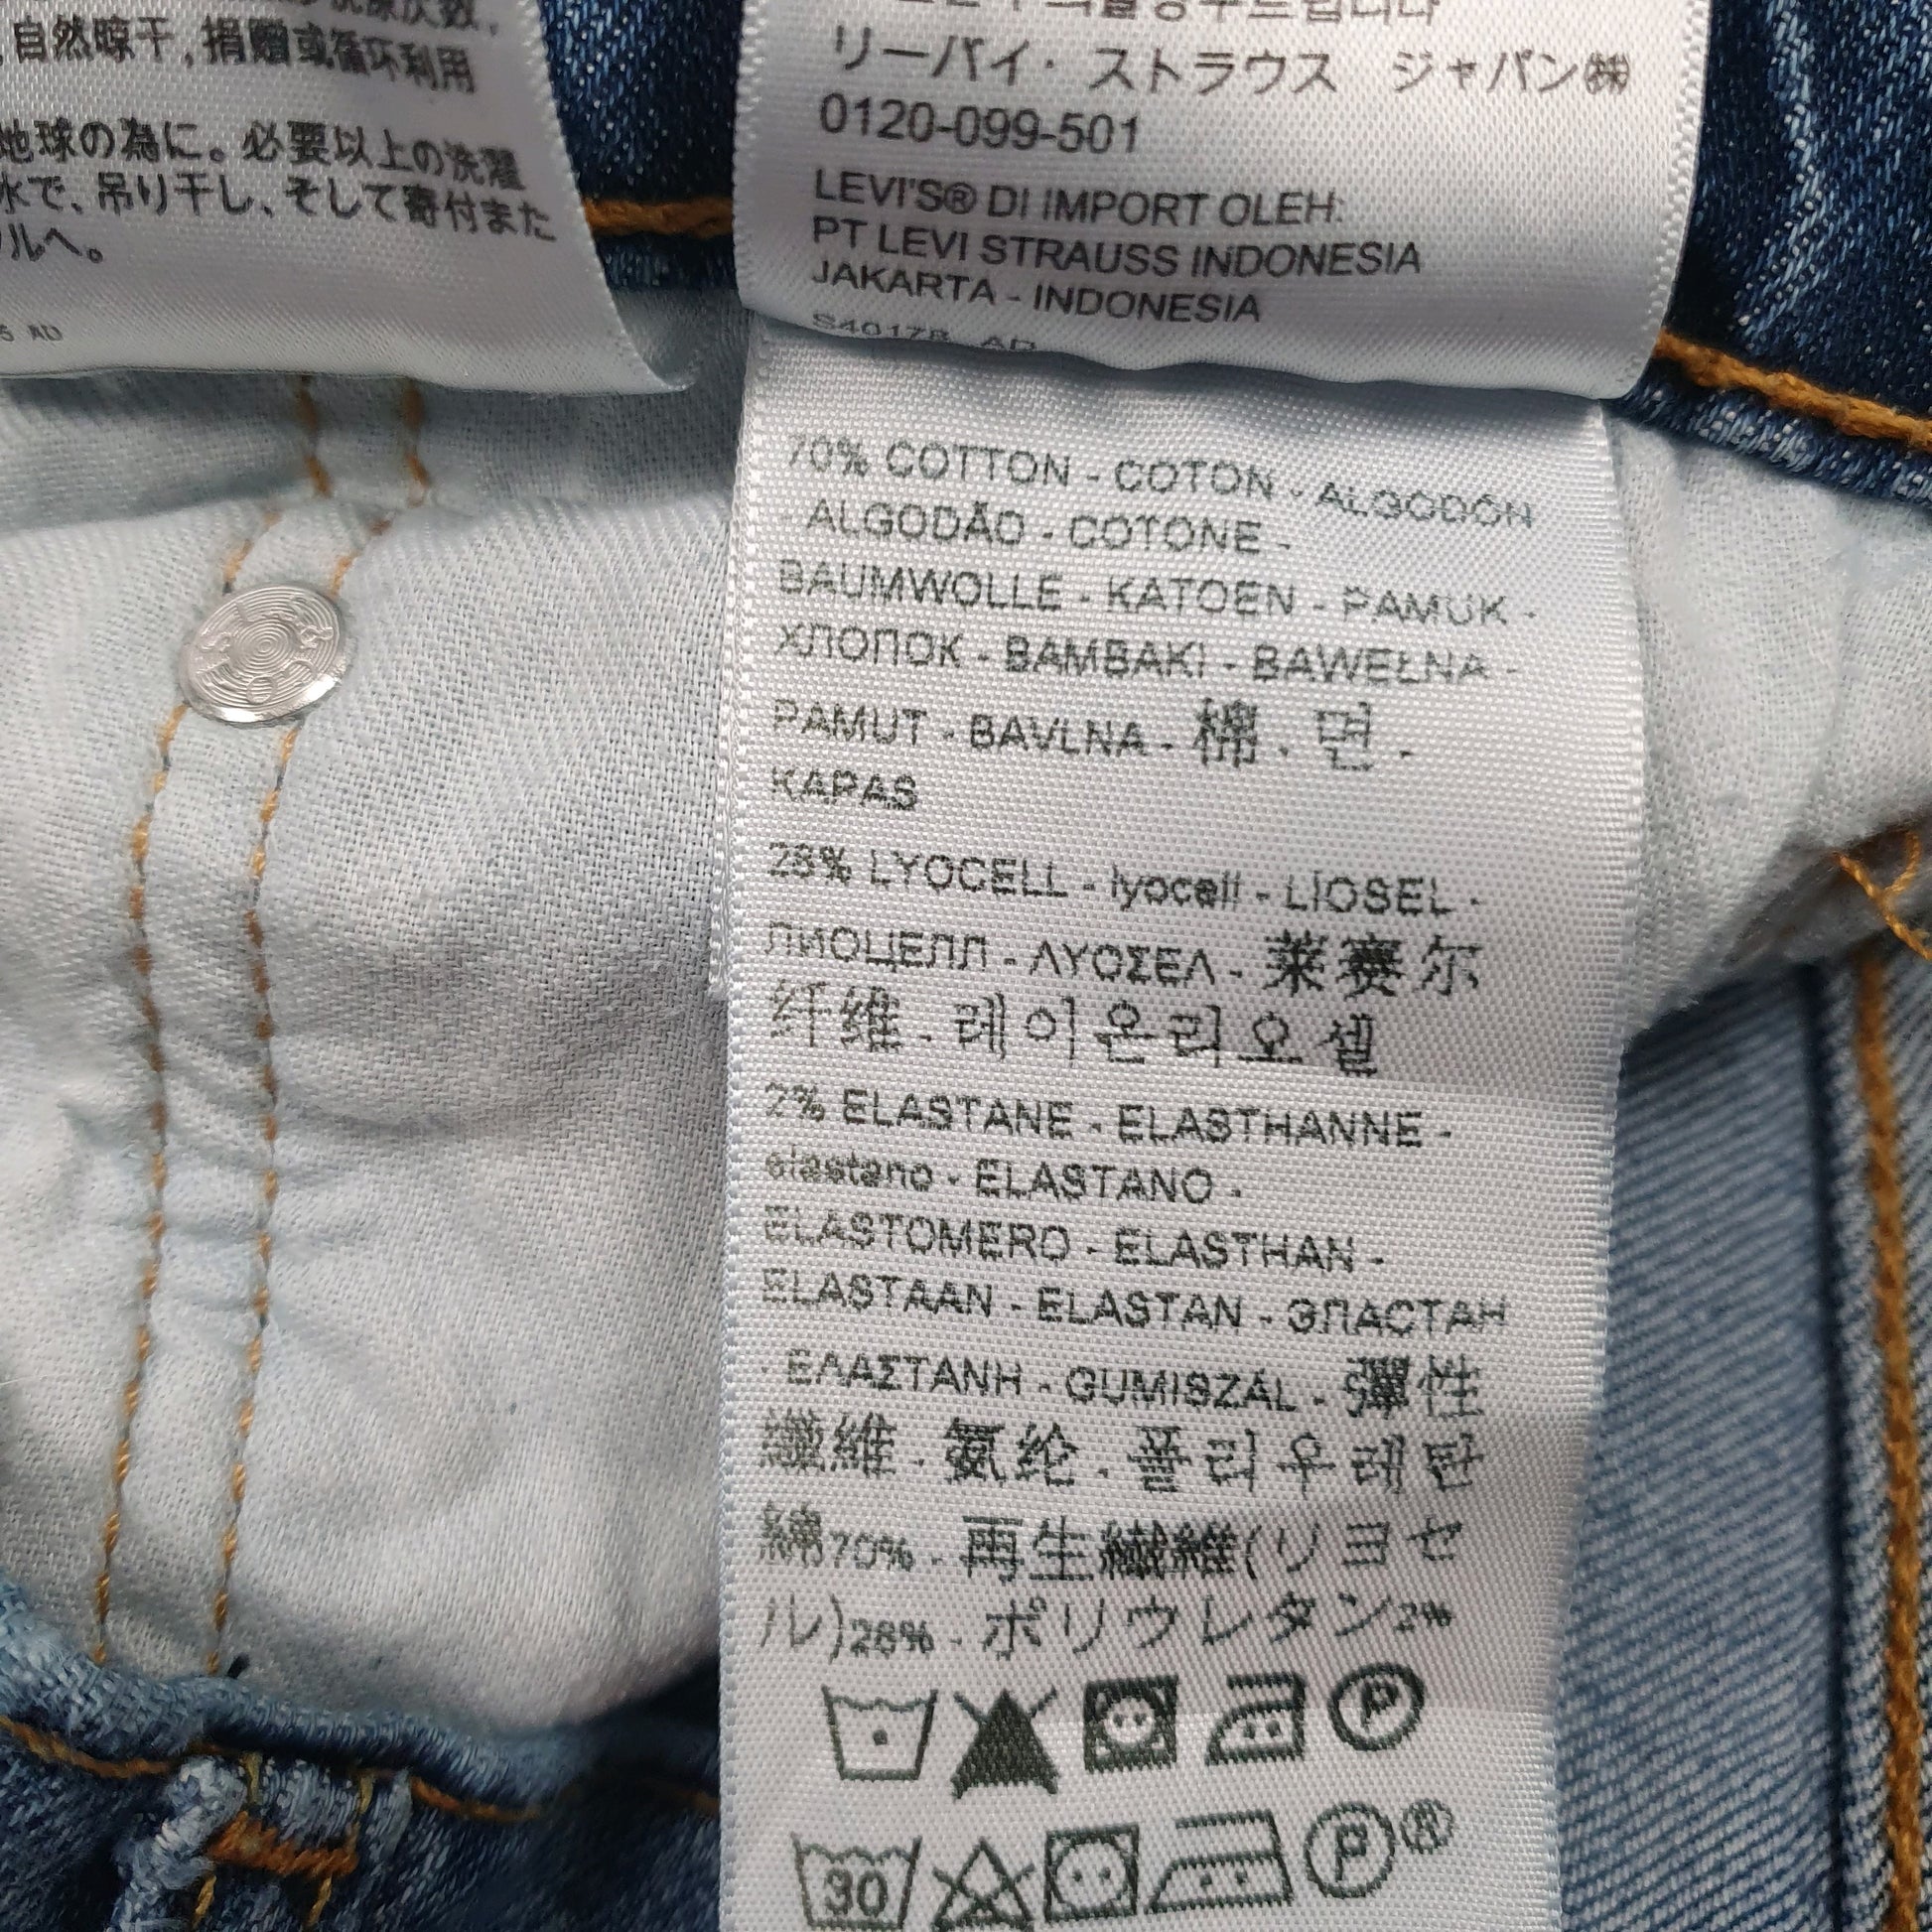 自然晾干,捐赠或循环利用
地球の為に。必要以上の洗濯
水で、吊り干し、そして寄付また
ルへ。
AD
リーバイ・ストラウス ジャパン㈱
0120-099-501
LEVI'S® DI IMPORT OLEH:
PT LEVI STRAUSS INDONESIA
JAKARTA - INDONESIA
70% COTTON - COTON - ALGODÓN
- ALGODÃO - COTONE -
BAUMWOLLE - KATOEN - PAMUK -
ХЛОПОК - BAMBAKI - BAWEŁNA -
PAMUT - BAVLNA - 棉 - 면 -
KAPAS
28% LYOCELL - lyocell - LİOSEL -
ЛИОЦЕЛЛ - ΛΥΟΣΕΛ - 莱赛尔
纤维 - 레이온리오셀
2% ELASTANE - ELASTHANNE -
elastano - ELASTANO -
ELASTOMERO - ELASTHAN -
ELASTAAN - ELASTAN - ЭЛАСТАН
- ΕΛΑΣΤΑΝΗ - GUMISZÁL - 彈性
纖維 - 氨纶 - 폴리우레탄
綿70% - 再生繊維(リヨセ
ル)28% - ポリウレタン2%
P
30 P ®